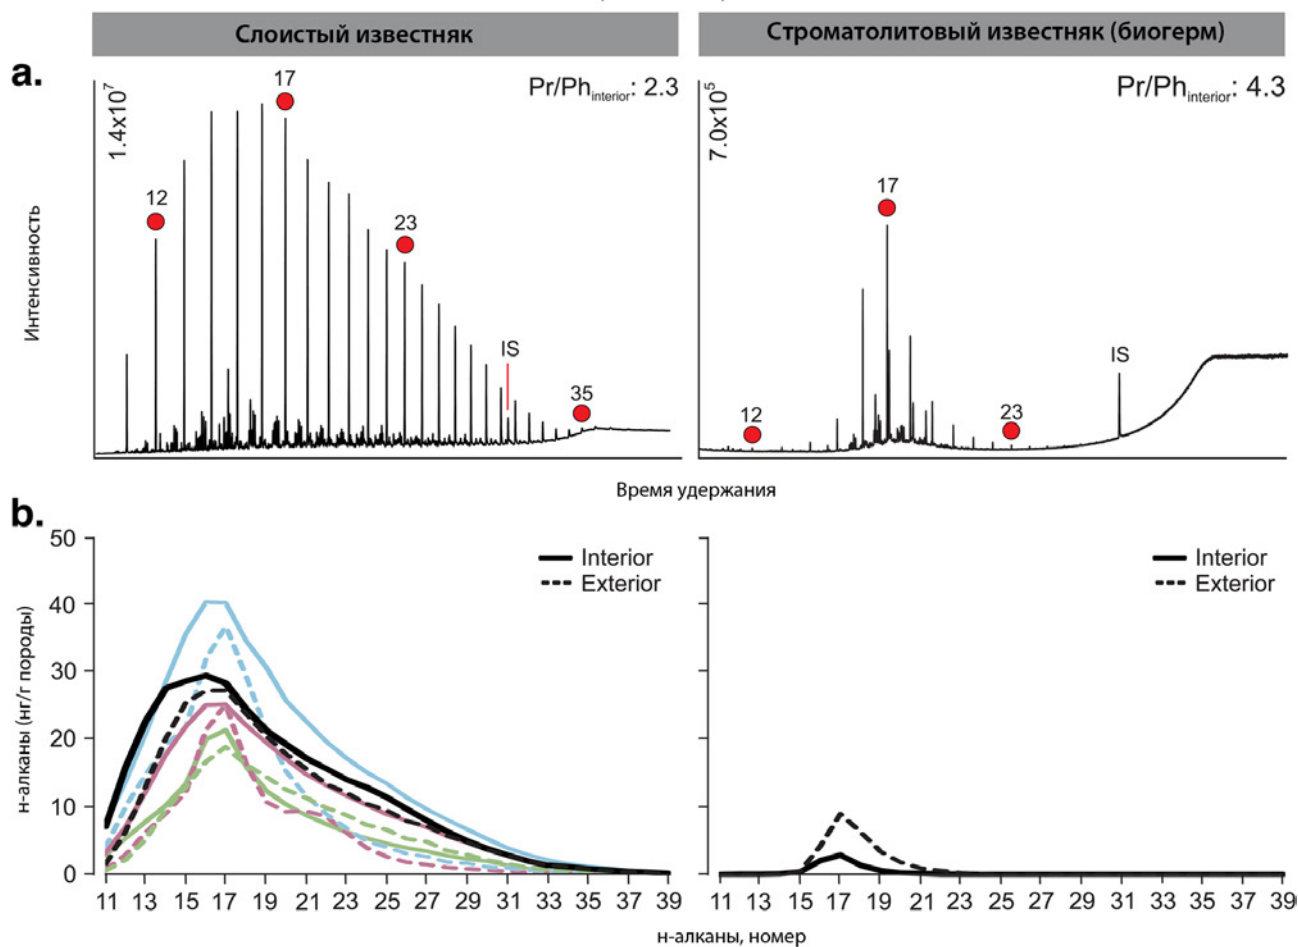 Слоистый известняк
Строматолитовый известняк (биогерм)
a.
1.4x10⁷
Pr/Ph interior: 2.3
12
17
23
IS
35
7.0x10⁵
Pr/Ph interior: 4.3
12
17
23
IS
Интенсивность
Время удержания
b.
н-алканы (нг/г породы)
50
40
30
20
10
0
Interior
Exterior
11 13 15 17 19 21 23 25 27 29 31 33 35 37 39
Interior
Exterior
11 13 15 17 19 21 23 25 27 29 31 33 35 37 39
н-алканы, номер